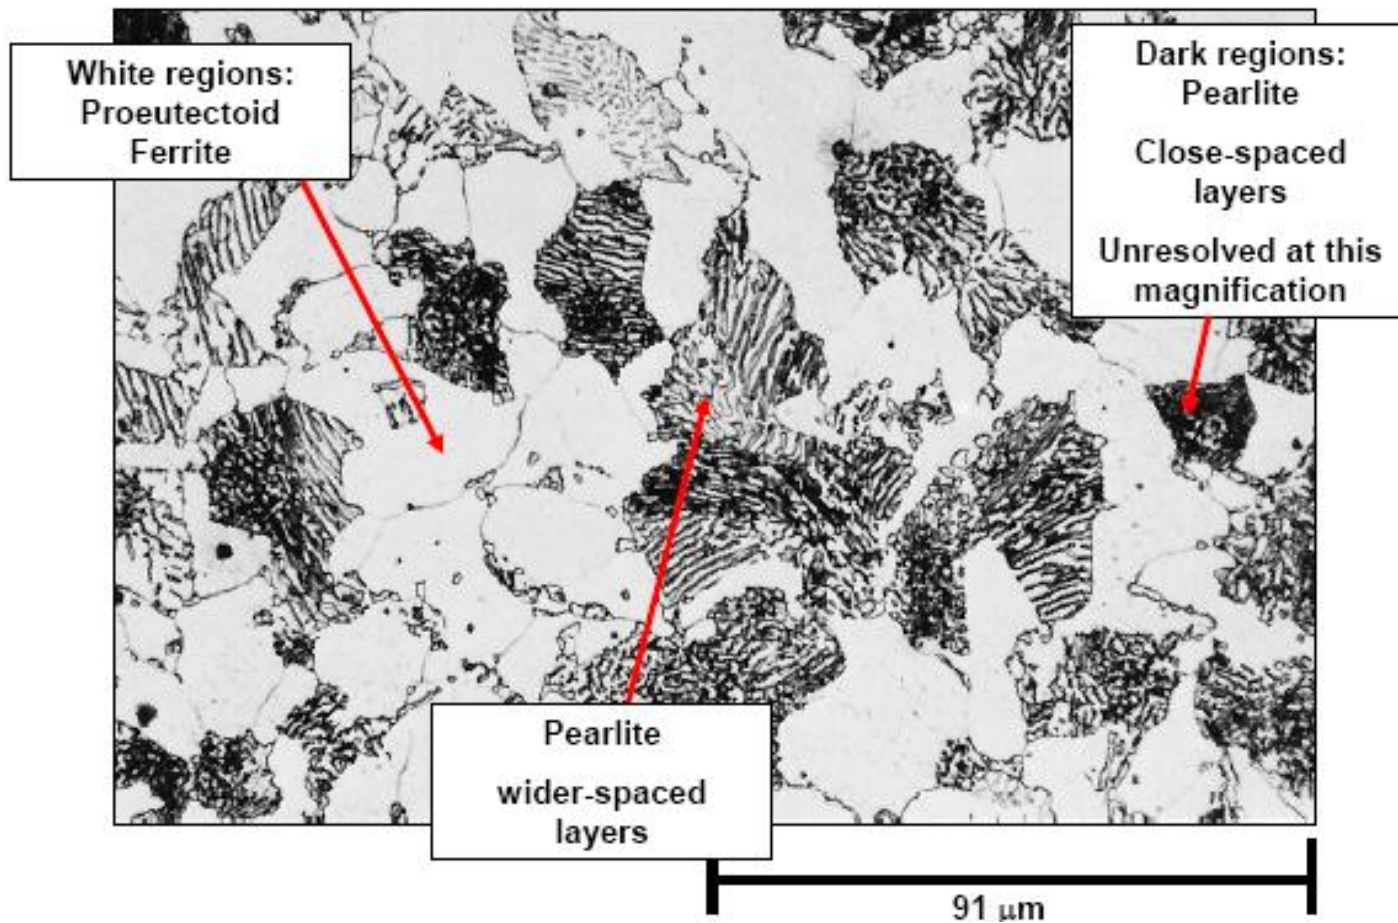 White regions:
Proeutectoid
Ferrite
Dark regions:
Pearlite
Close-spaced
layers
Unresolved at this
magnification
Pearlite
wider-spaced
layers
91 μm